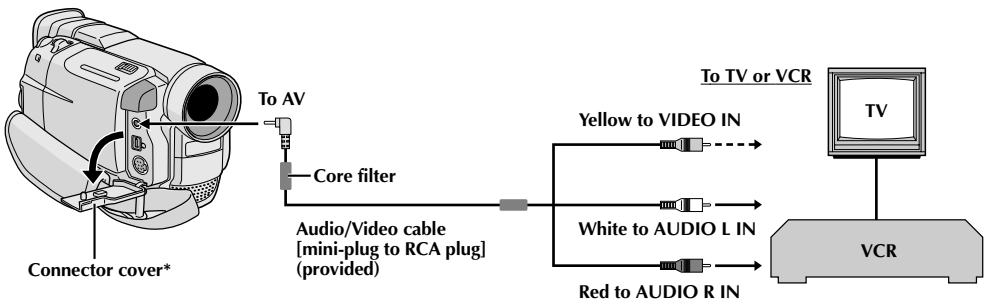 To AV
Core filter
Audio/Video cable
[mini-plug to RCA plug]
(provided)
Connector cover*
To TV or VCR
Yellow to VIDEO IN
White to AUDIO L IN
Red to AUDIO R IN
TV
VCR